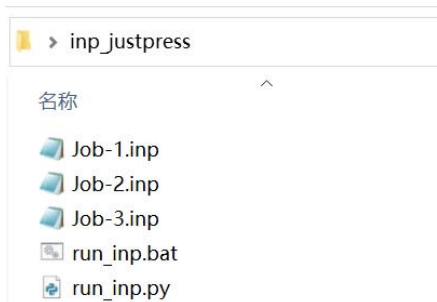 > inp_justpress
名称
Job-1.inp
Job-2.inp
Job-3.inp
run_inp.bat
run_inp.py